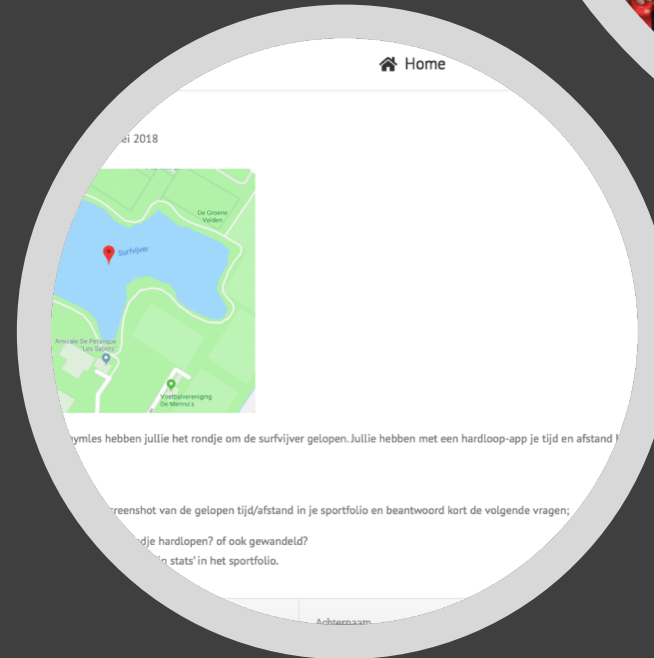 Home
ei 2018
De Groene
Velden
Surfvijver
Amicale De Petanque
"Les Sabots"
Voetbalvereniging
De Merino's
ymles hebben jullie het rondje om de surfvijver gelopen. Jullie hebben met een hardloop-app je tijd en afstand
reenshot van de gelopen tijd/afstand in je sportfolio en beantwoord kort de volgende vragen;
dje hardlopen? of ook gewandeld?
n stats' in het sportfolio.
Achternaam